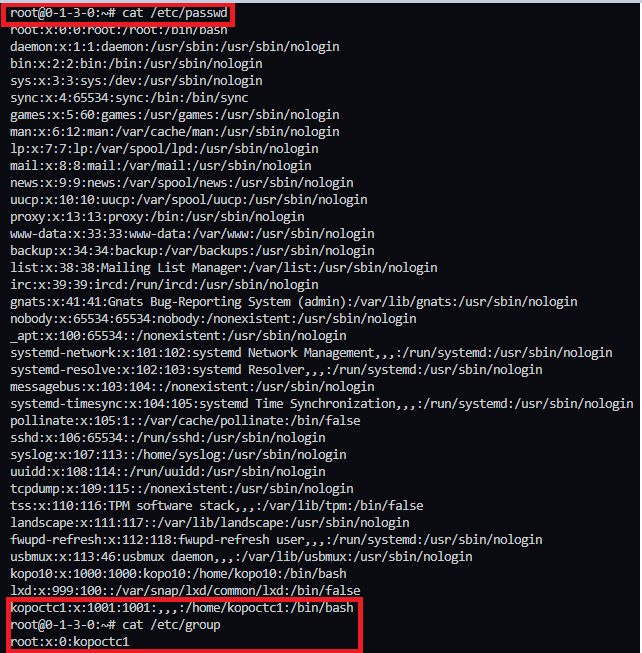 root@0-1-3-0:~# cat /etc/passwd
root:x:0:0:root:/root:/bin/bash
daemon:x:1:1:daemon:/usr/sbin:/usr/sbin/nologin
bin:x:2:2:bin:/bin:/usr/sbin/nologin
sys:x:3:3:sys:/dev:/usr/sbin/nologin
sync:x:4:65534:sync:/bin:/bin/sync
games:x:5:60:games:/usr/games:/usr/sbin/nologin
man:x:6:12:man:/var/cache/man:/usr/sbin/nologin
lp:x:7:7:lp:/var/spool/lpd:/usr/sbin/nologin
mail:x:8:8:mail:/var/mail:/usr/sbin/nologin
news:x:9:9:news:/var/spool/news:/usr/sbin/nologin
uucp:x:10:10:uucp:/var/spool/uucp:/usr/sbin/nologin
proxy:x:13:13:proxy:/bin:/usr/sbin/nologin
www-data:x:33:33:www-data:/var/www:/usr/sbin/nologin
backup:x:34:34:backup:/var/backups:/usr/sbin/nologin
list:x:38:38:Mailing List Manager:/var/list:/usr/sbin/nologin
irc:x:39:39:ircd:/run/ircd:/usr/sbin/nologin
gnats:x:41:41:Gnats Bug-Reporting System (admin):/var/lib/gnats:/usr/sbin/nologin
nobody:x:65534:65534:nobody:/nonexistent:/usr/sbin/nologin
_apt:x:100:65534::/nonexistent:/usr/sbin/nologin
systemd-network:x:101:102:systemd Network Management,,,:/run/systemd:/usr/sbin/nologin
systemd-resolve:x:102:103:systemd Resolver,,,:/run/systemd:/usr/sbin/nologin
messagebus:x:103:104::/nonexistent:/usr/sbin/nologin
systemd-timesync:x:104:105:systemd Time Synchronization,,,:/run/systemd:/usr/sbin/nologin
pollinate:x:105:1::/var/cache/pollinate:/bin/false
sshd:x:106:65534::/run/sshd:/usr/sbin/nologin
syslog:x:107:113::/home/syslog:/usr/sbin/nologin
uuidd:x:108:114::/run/uuidd:/usr/sbin/nologin
tcpdump:x:109:115::/nonexistent:/usr/sbin/nologin
tss:x:110:116:TPM software stack,,,:/var/lib/tpm:/bin/false
landscape:x:111:117::/var/lib/landscape:/usr/sbin/nologin
fwupd-refresh:x:112:118:fwupd-refresh user,,,:/run/systemd:/usr/sbin/nologin
usbmux:x:113:46:usbmux daemon,,,:/var/lib/usbmux:/usr/sbin/nologin
kopo10:x:1000:1000:kopo10:/home/kopo10:/bin/bash
lxd:x:999:100::/var/snap/lxd/common/lxd:/bin/false
kopoctc1:x:1001:1001:,,,:/home/kopoctc1:/bin/bash
root@0-1-3-0:~# cat /etc/group
root:x:0:kopoctc1